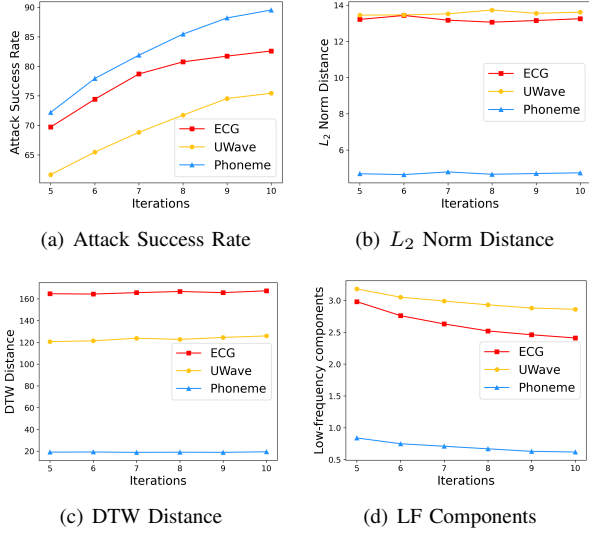 90
85
80
75
70
65
Attack Success Rate
ECG
UWave
Phoneme
5 6 7 8 9 10
Iterations
(a) Attack Success Rate
14
12
10
8
6
L2 Norm Distance
ECG
UWave
Phoneme
5 6 7 8 9 10
Iterations
(b) L2 Norm Distance
160
140
120
100
80
60
40
20
DTW Distance
ECG
UWave
Phoneme
5 6 7 8 9 10
Iterations
(c) DTW Distance
3.0
2.5
2.0
1.5
1.0
0.5
Low-frequency components
ECG
UWave
Phoneme
5 6 7 8 9 10
Iterations
(d) LF Components